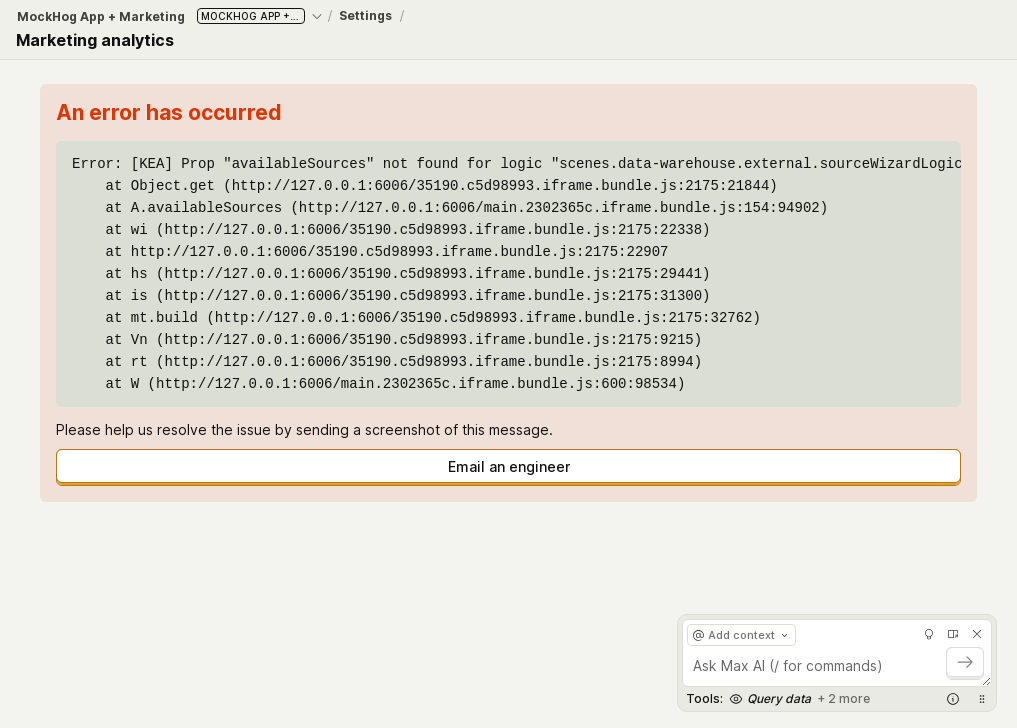 MockHog App + Marketing MOCKHOG APP +... / Settings /
Marketing analytics
An error has occurred
Error: [KEA] Prop "availableSources" not found for logic "scenes.data-warehouse.external.sourceWizardLogic
at Object.get (http://127.0.0.1:6006/35190.c5d98993.iframe.bundle.js:2175:21844)
at A.availableSources (http://127.0.0.1:6006/main.2302365c.iframe.bundle.js:154:94902)
at wi (http://127.0.0.1:6006/35190.c5d98993.iframe.bundle.js:2175:22338)
at http://127.0.0.1:6006/35190.c5d98993.iframe.bundle.js:2175:22907
at hs (http://127.0.0.1:6006/35190.c5d98993.iframe.bundle.js:2175:29441)
at is (http://127.0.0.1:6006/35190.c5d98993.iframe.bundle.js:2175:31300)
at mt.build (http://127.0.0.1:6006/35190.c5d98993.iframe.bundle.js:2175:32762)
at Vn (http://127.0.0.1:6006/35190.c5d98993.iframe.bundle.js:2175:9215)
at rt (http://127.0.0.1:6006/35190.c5d98993.iframe.bundle.js:2175:8994)
at W (http://127.0.0.1:6006/main.2302365c.iframe.bundle.js:600:98534)
Please help us resolve the issue by sending a screenshot of this message.
Email an engineer
@ Add context
Ask Max AI (/ for commands)
Tools: Query data + 2 more